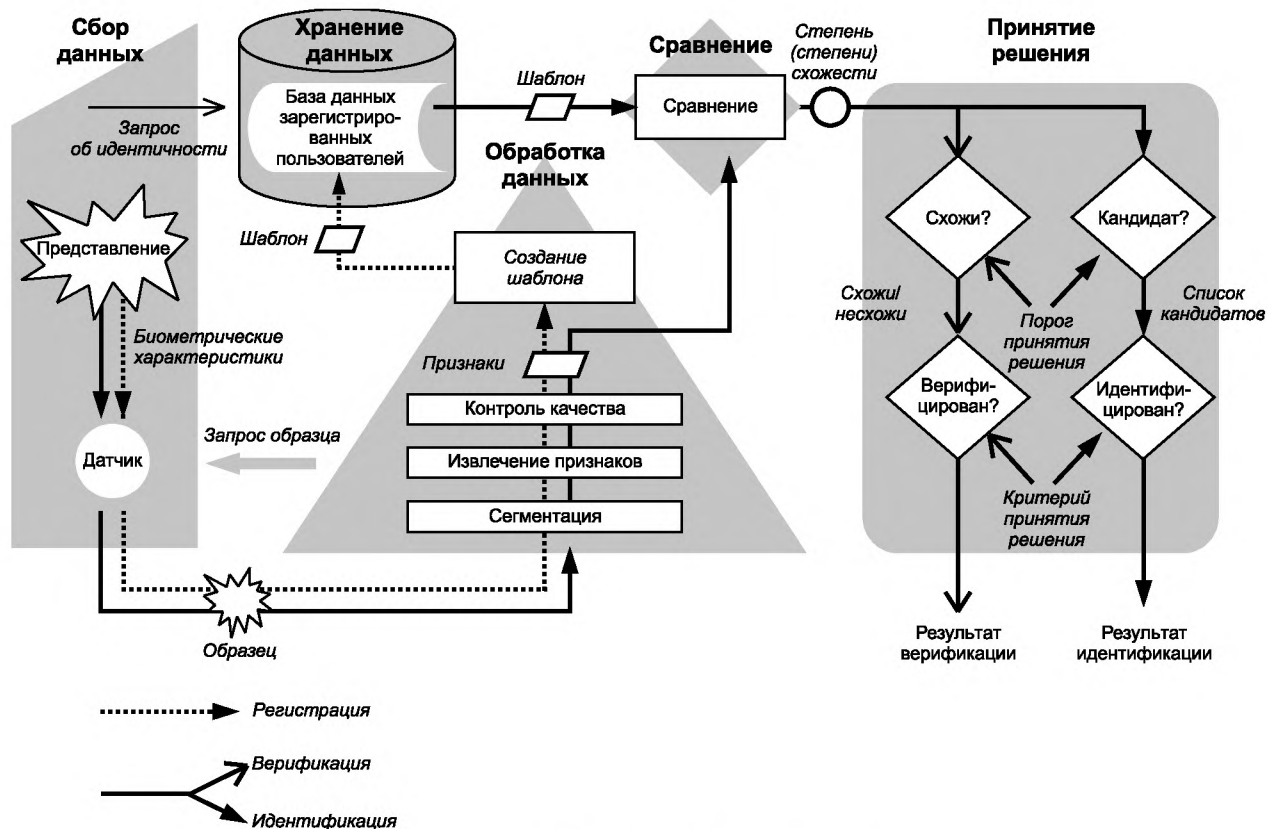 Сбор
данных
Хранение
данных
Сравнение
Степень
(степени)
схожести
Принятие
решения
Запрос
об идентичности
База данных
зарегистриро-
ванных
пользователей
Шаблон
Сравнение
Обработка
данных
Представление
Шаблон
Создание
шаблона
Схожи?
Кандидат?
Биометрические
характеристики
Признаки
Схожи/
несхожи
Порог
принятия
решения
Список
кандидатов
Контроль качества
Верифи-
цирован?
Идентифи-
цирован?
Датчик
Запрос образца
Извлечение признаков
Сегментация
Критерий
принятия
решения
Образец
Результат
верификации
Результат
идентификации
Регистрация
Верификация
Идентификация